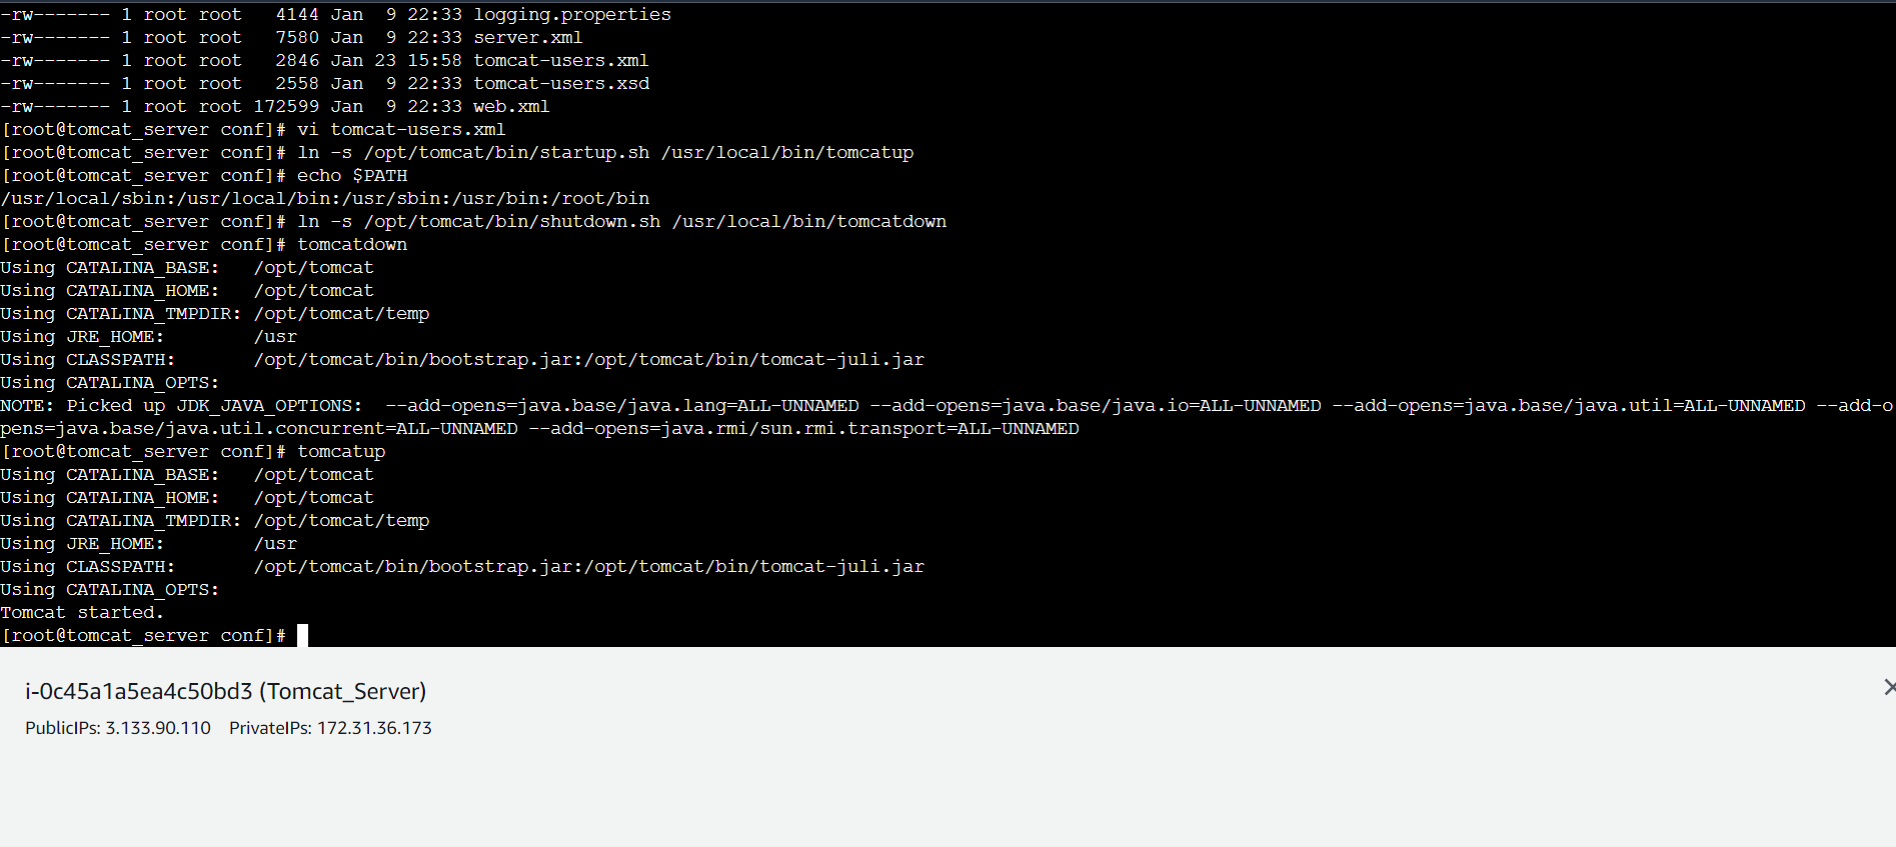 -rw------- 1 root root   4144 Jan  9 22:33 logging.properties
-rw------- 1 root root   7580 Jan  9 22:33 server.xml
-rw------- 1 root root   2846 Jan 23 15:58 tomcat-users.xml
-rw------- 1 root root   2558 Jan  9 22:33 tomcat-users.xsd
-rw------- 1 root root 172599 Jan  9 22:33 web.xml
[root@tomcat_server conf]# vi tomcat-users.xml
[root@tomcat_server conf]# ln -s /opt/tomcat/bin/startup.sh /usr/local/bin/tomcatup
[root@tomcat_server conf]# echo $PATH
/usr/local/sbin:/usr/local/bin:/usr/sbin:/usr/bin:/root/bin
[root@tomcat_server conf]# ln -s /opt/tomcat/bin/shutdown.sh /usr/local/bin/tomcatdown
[root@tomcat_server conf]# tomcatdown
Using CATALINA_BASE:   /opt/tomcat
Using CATALINA_HOME:   /opt/tomcat
Using CATALINA_TMPDIR: /opt/tomcat/temp
Using JRE_HOME:        /usr
Using CLASSPATH:       /opt/tomcat/bin/bootstrap.jar:/opt/tomcat/bin/tomcat-juli.jar
Using CATALINA_OPTS:
NOTE: Picked up JDK_JAVA_OPTIONS:  --add-opens=java.base/java.lang=ALL-UNNAMED --add-opens=java.base/java.io=ALL-UNNAMED --add-opens=java.base/java.util=ALL-UNNAMED --add-o
pens=java.base/java.util.concurrent=ALL-UNNAMED --add-opens=java.rmi/sun.rmi.transport=ALL-UNNAMED
[root@tomcat_server conf]# tomcatup
Using CATALINA_BASE:   /opt/tomcat
Using CATALINA_HOME:   /opt/tomcat
Using CATALINA_TMPDIR: /opt/tomcat/temp
Using JRE_HOME:        /usr
Using CLASSPATH:       /opt/tomcat/bin/bootstrap.jar:/opt/tomcat/bin/tomcat-juli.jar
Using CATALINA_OPTS:
Tomcat started.
[root@tomcat_server conf]#
i-0c45a1a5ea4c50bd3 (Tomcat_Server)
PublicIPs: 3.133.90.110    PrivateIPs: 172.31.36.173